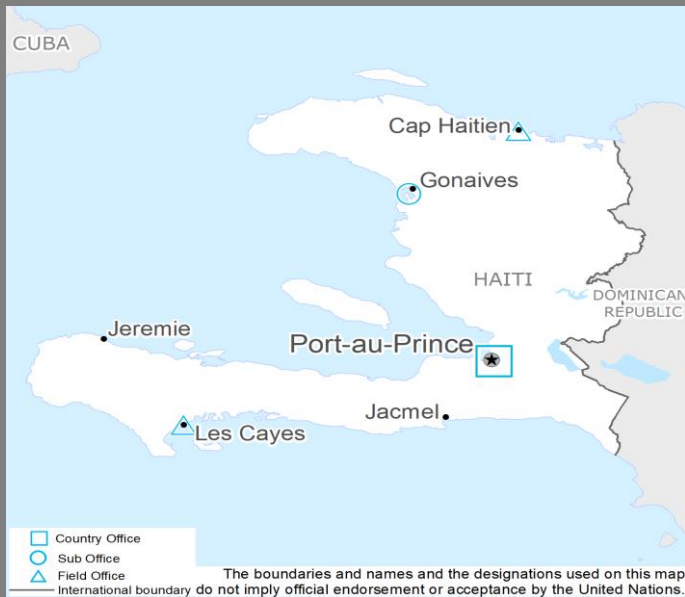 CUBA
Cap Haitien
Gonaives
HAITI
DOMINICAN
REPUBLIC
Jeremie
Port-au-Prince
Jacmel
Les Cayes
Country Office
Sub Office
Field Office
The boundaries and names and the designations used on this map
International boundary do not imply official endorsement or acceptance by the United Nations.